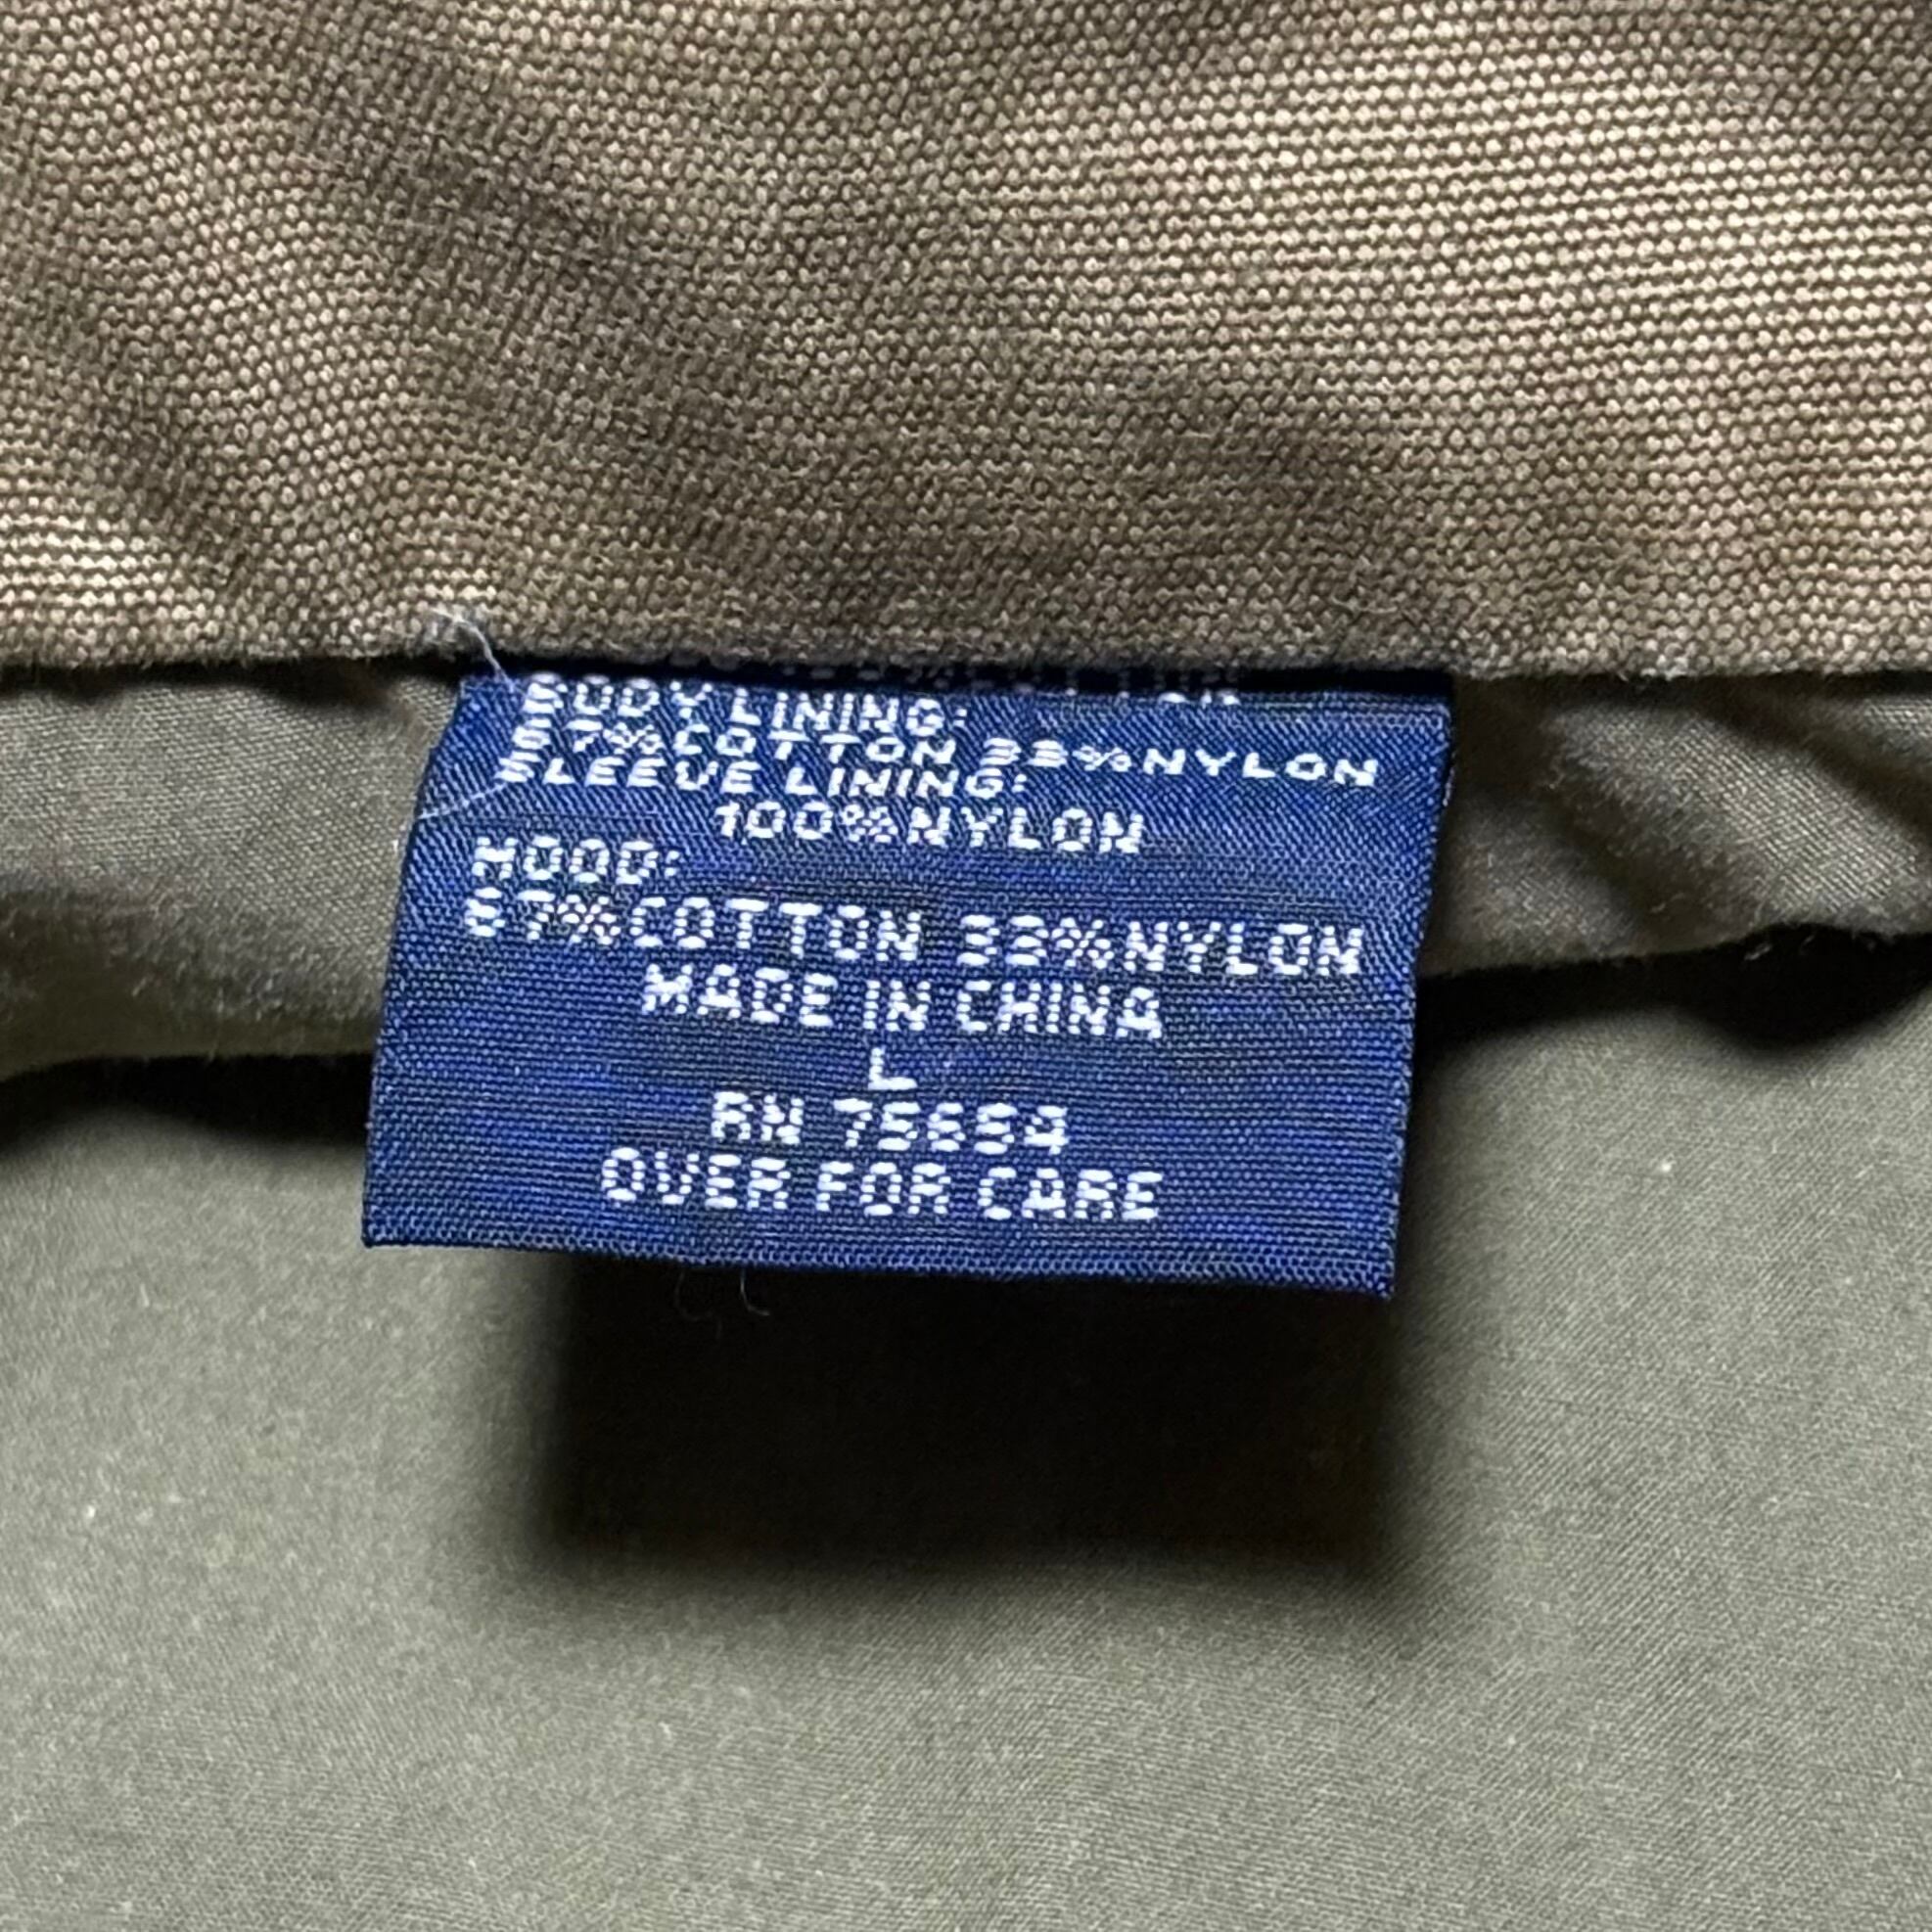 BODY LINING:
67%COTTON 33%NYLON
SLEEVE LINING:
100%NYLON
HOOD:
67%COTTON 33%NYLON
MADE IN CHINA
L
RN 75654
OVER FOR CARE